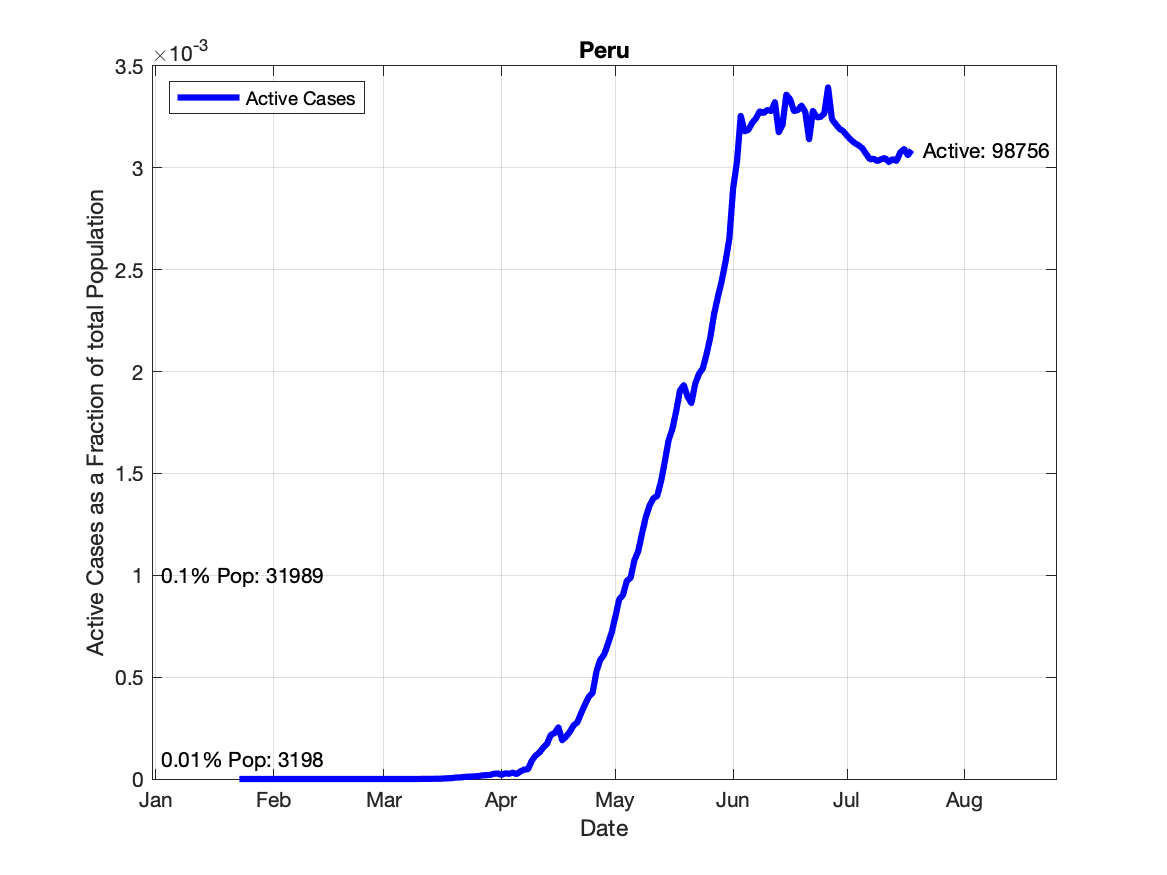 Peru
×10-3
3.5
3
2.5
2
1.5
1
0.5
0
Active Cases as a Fraction of total Population
Active Cases
Active: 98756
0.1% Pop: 31989
0.01% Pop: 3198
Jan Feb Mar Apr May Jun Jul Aug
Date